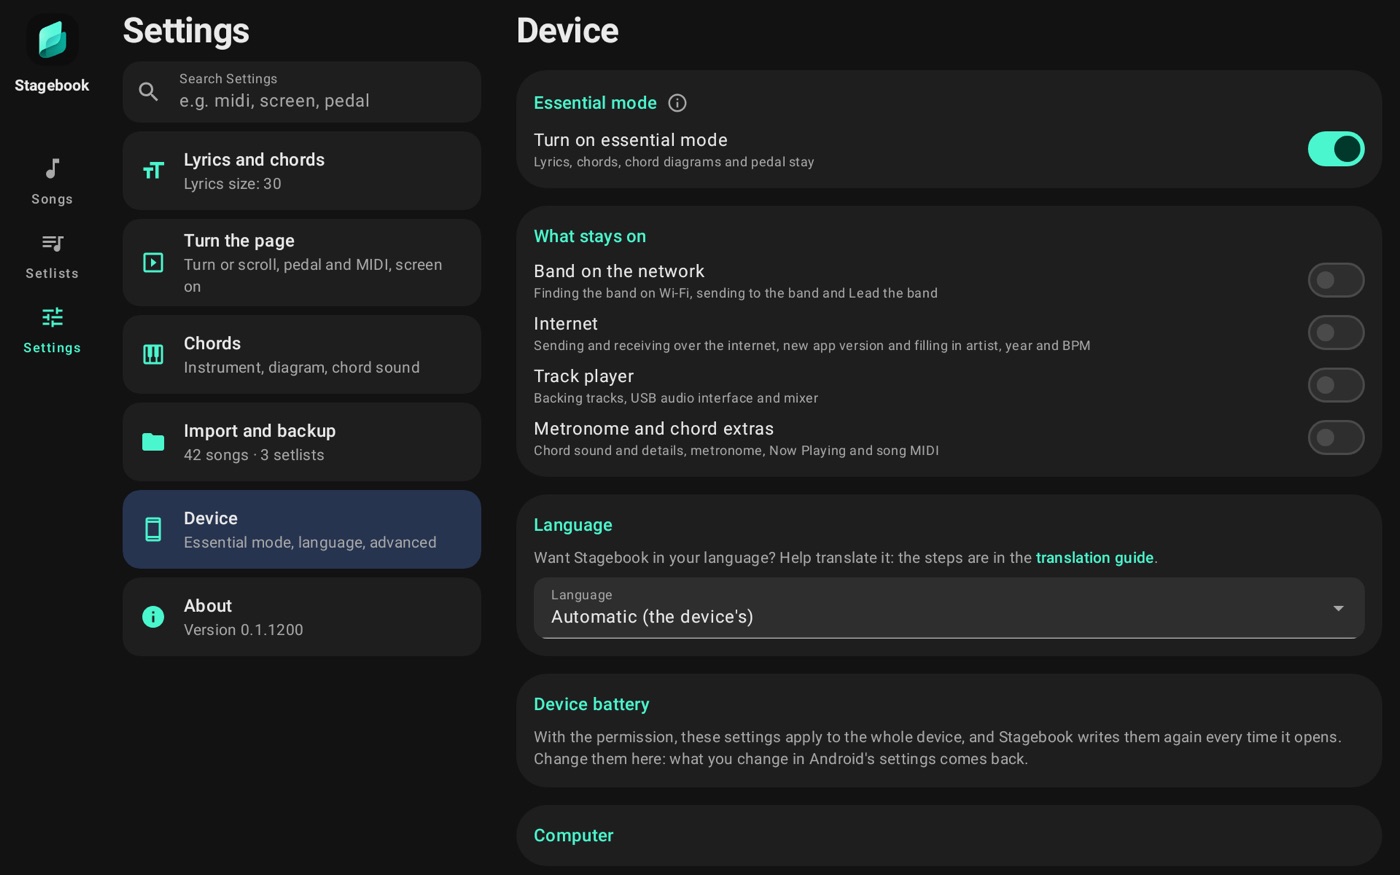 Stagebook
Songs
Setlists
Settings
Settings
Search Settings
e.g. midi, screen, pedal
Lyrics and chords
Lyrics size: 30
Turn the page
Turn or scroll, pedal and MIDI, screen
on
Chords
Instrument, diagram, chord sound
Import and backup
42 songs · 3 setlists
Device
Essential mode, language, advanced
About
Version 0.1.1200
Device
Essential mode
Turn on essential mode
Lyrics, chords, chord diagrams and pedal stay
What stays on
Band on the network
Finding the band on Wi-Fi, sending to the band and Lead the band
Internet
Sending and receiving over the internet, new app version and filling in artist, year and BPM
Track player
Backing tracks, USB audio interface and mixer
Metronome and chord extras
Chord sound and details, metronome, Now Playing and song MIDI
Language
Want Stagebook in your language? Help translate it: the steps are in the translation guide.
Language
Automatic (the device's)
Device battery
With the permission, these settings apply to the whole device, and Stagebook writes them again every time it opens.
Change them here: what you change in Android's settings comes back.
Computer